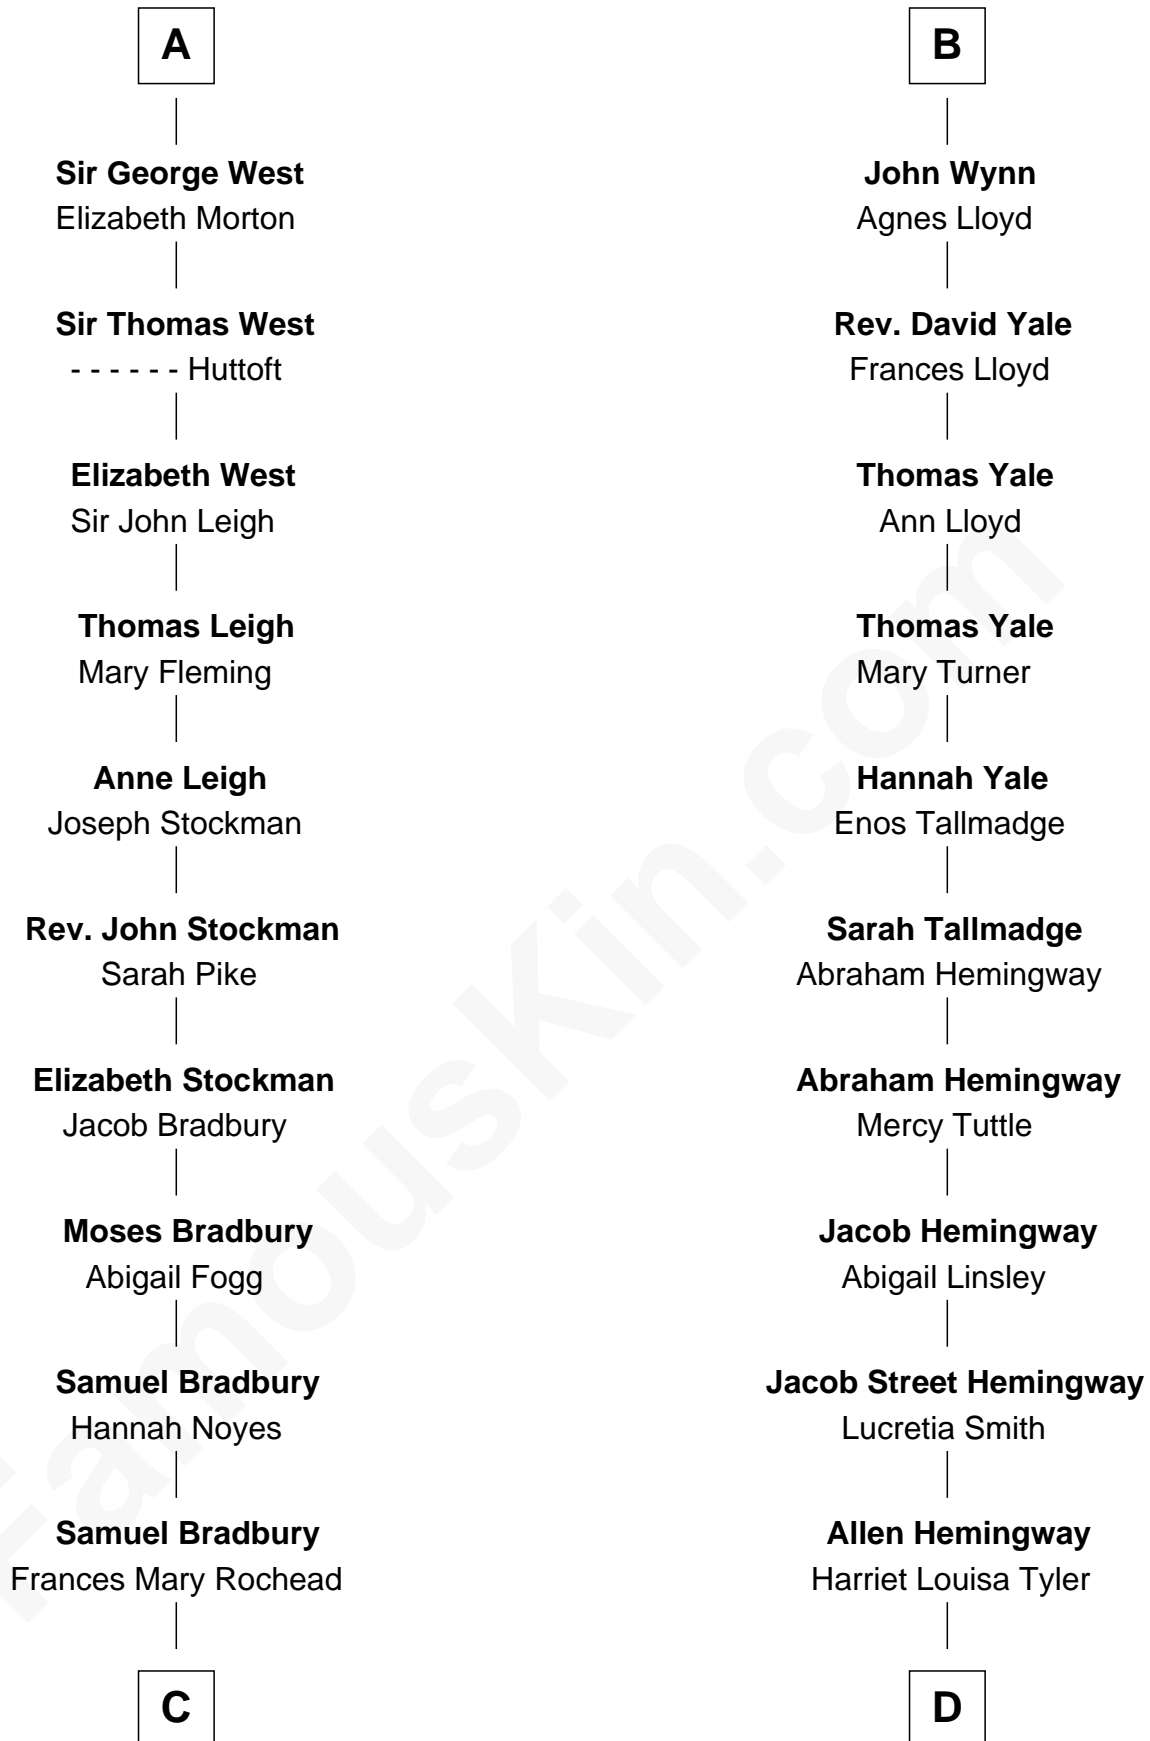 A
Sir George West
Elizabeth Morton
Sir Thomas West
- - - - - - Huttoft
Elizabeth West
Sir John Leigh
Thomas Leigh
Mary Fleming
Anne Leigh
Joseph Stockman
Rev. John Stockman
Sarah Pike
Elizabeth Stockman
Jacob Bradbury
Moses Bradbury
Abigail Fogg
Samuel Bradbury
Hannah Noyes
Samuel Bradbury
Frances Mary Rochead
C
B
John Wynn
Agnes Lloyd
Rev. David Yale
Frances Lloyd
Thomas Yale
Ann Lloyd
Thomas Yale
Mary Turner
Hannah Yale
Enos Tallmadge
Sarah Tallmadge
Abraham Hemingway
Abraham Hemingway
Mercy Tuttle
Jacob Hemingway
Abigail Linsley
Jacob Street Hemingway
Lucretia Smith
Allen Hemingway
Harriet Louisa Tyler
D
FamousKin.com